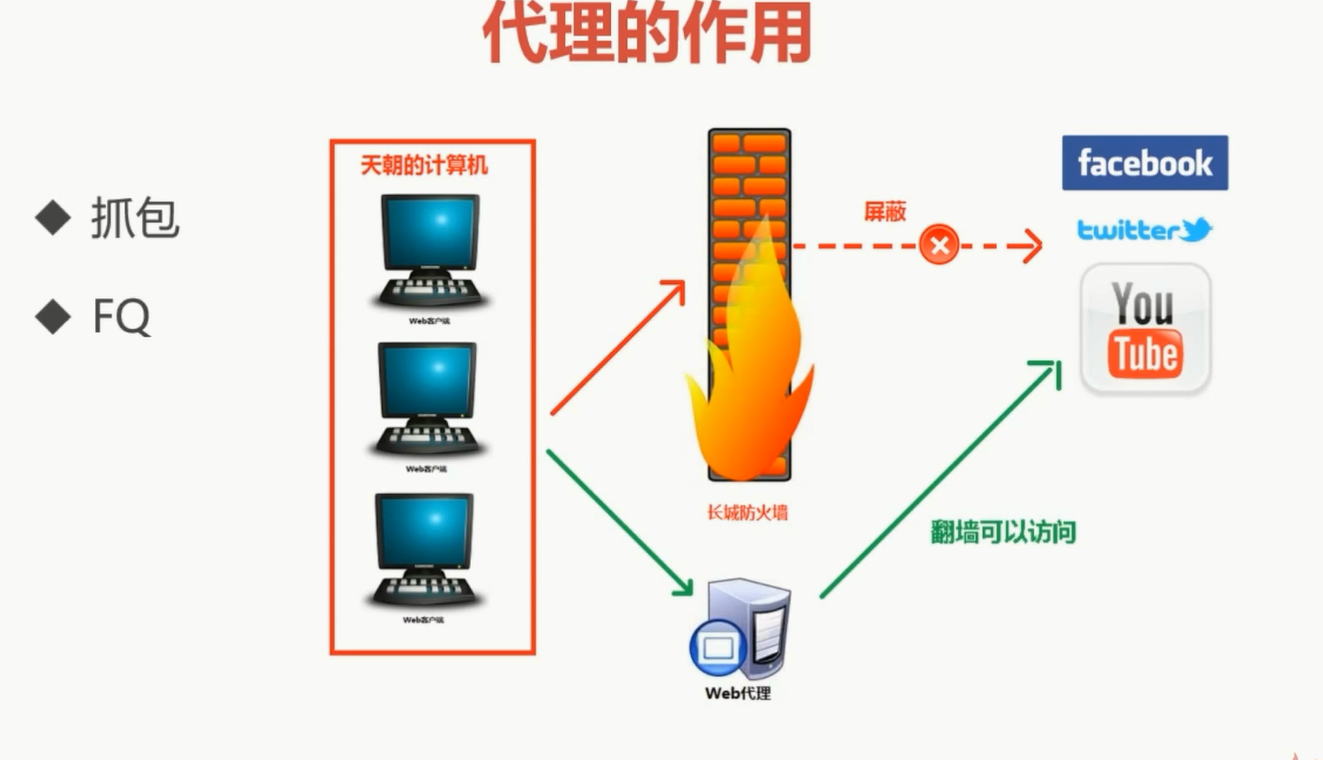 代理的作用
抓包
FQ
天朝的计算机
Web客户端
Web客户端
Web客户端
长城防火墙
Web代理
屏蔽
翻墙可以访问
facebook
twitter
You
Tube